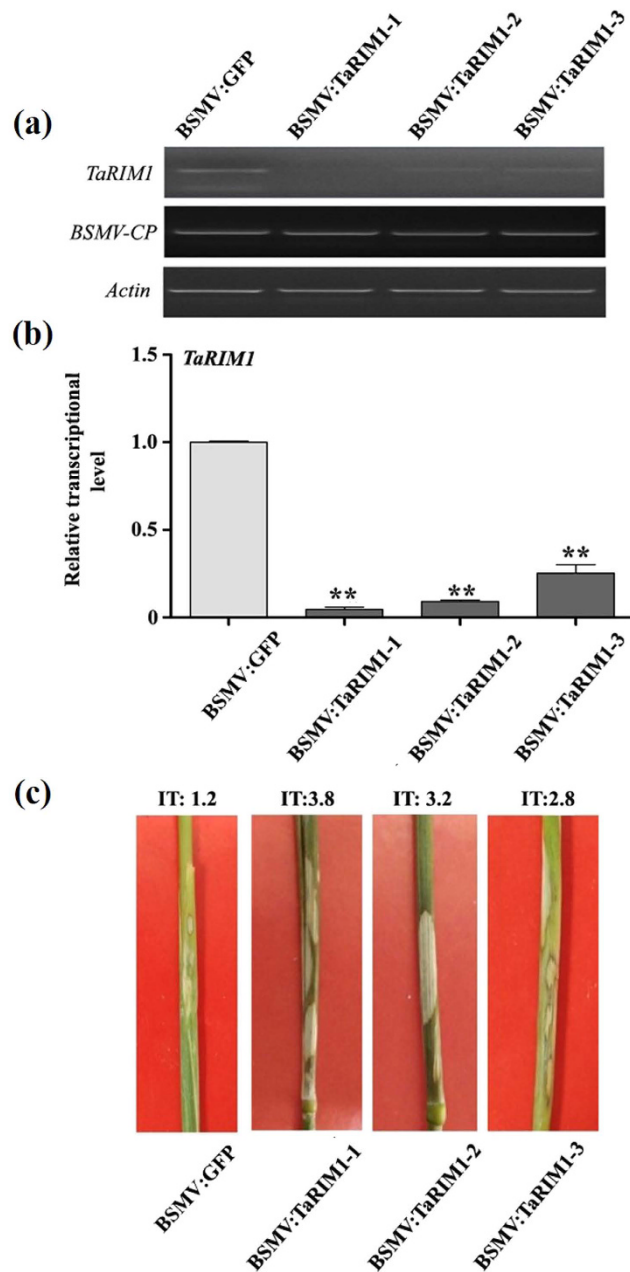 BSMV:GFP
BSMV:TaRIM1-1
BSMV:TaRIM1-2
BSMV:TaRIM1-3
(a)
TaRIM1
BSMV-CP
Actin
(b)
TaRIM1
Relative transcriptional
level
1.5
1.0
0.5
0
**
**
**
BSMV:GFP
BSMV:TaRIM1-1
BSMV:TaRIM1-2
BSMV:TaRIM1-3
(c)
IT: 1.2
IT:3.8
IT: 3.2
IT:2.8
BSMV:GFP
BSMV:TaRIM1-1
BSMV:TaRIM1-2
BSMV:TaRIM1-3